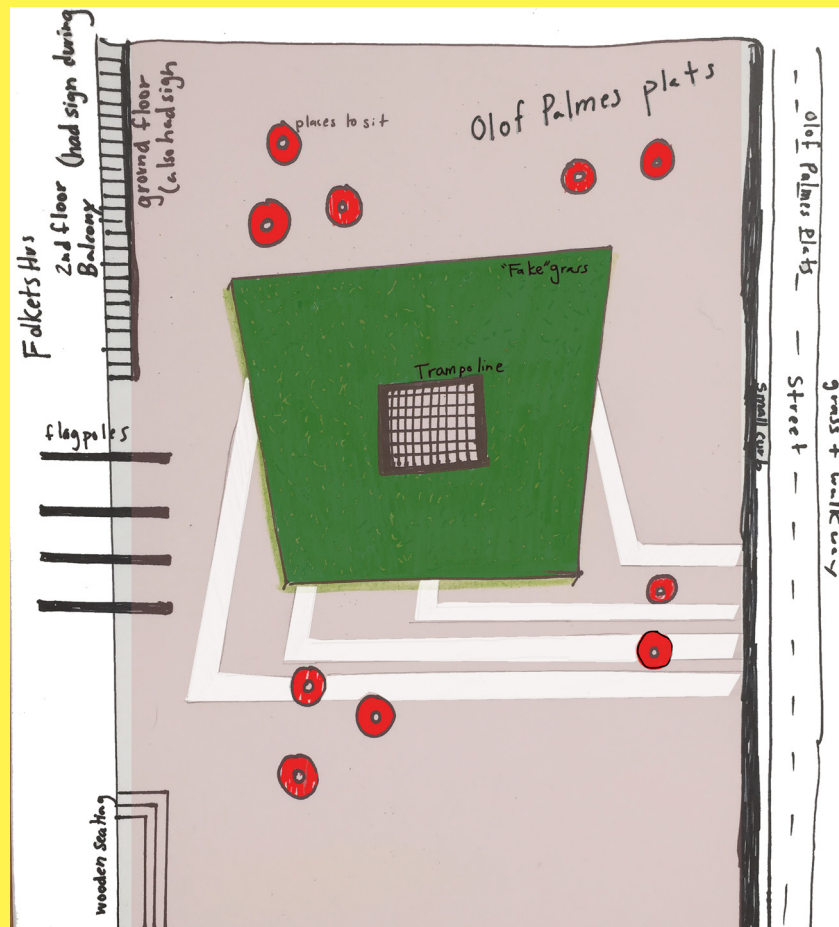 Folkets Hus
2nd floor (had sign during
Balcony
ground floor
(also had sign
places to sit
Olof Palmes plats
"Fake" grass
Trampoline
flagpoles
wooden seating
small curb
Olof Palmes Plats
Street
grass + walk way